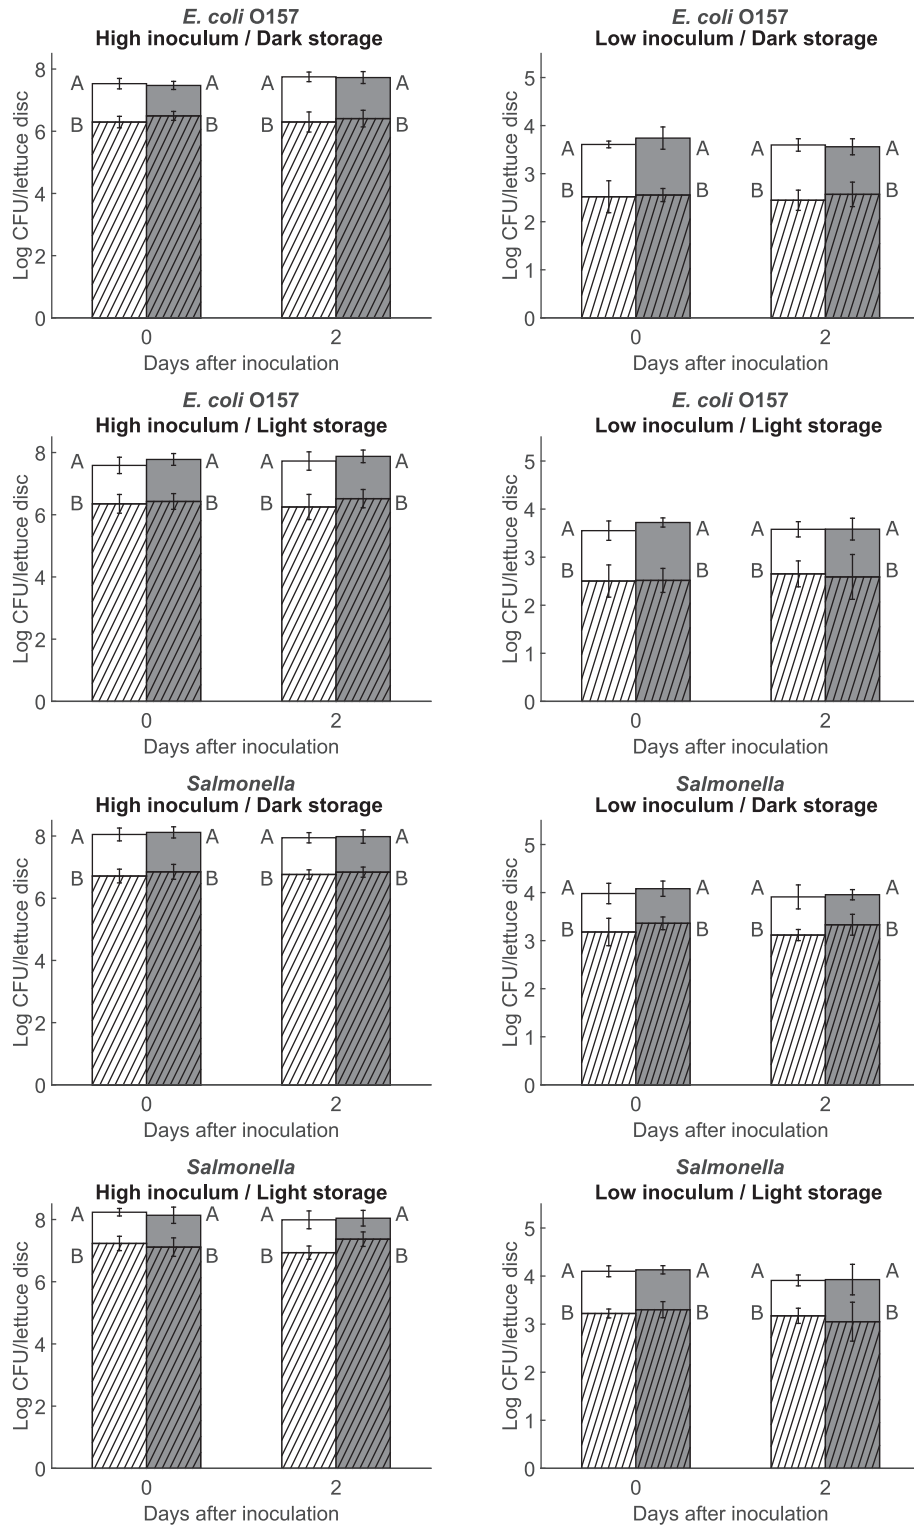 E. coli O157
High inoculum / Dark storage
Log CFU/lettuce disc
8
6
4
2
0
A
B
A
B
A
B
A
B
0
2
Days after inoculation
E. coli O157
Low inoculum / Dark storage
Log CFU/lettuce disc
5
4
3
2
1
0
A
B
A
B
A
B
A
B
0
2
Days after inoculation
E. coli O157
High inoculum / Light storage
Log CFU/lettuce disc
8
6
4
2
0
A
B
A
B
A
B
A
B
0
2
Days after inoculation
E. coli O157
Low inoculum / Light storage
Log CFU/lettuce disc
5
4
3
2
1
0
A
B
A
B
A
B
A
B
0
2
Days after inoculation
Salmonella
High inoculum / Dark storage
Log CFU/lettuce disc
8
6
4
2
0
A
B
A
B
A
B
A
B
0
2
Days after inoculation
Salmonella
Low inoculum / Dark storage
Log CFU/lettuce disc
5
4
3
2
1
0
A
B
A
B
A
B
A
B
0
2
Days after inoculation
Salmonella
High inoculum / Light storage
Log CFU/lettuce disc
8
6
4
2
0
A
B
A
B
A
B
A
B
0
2
Days after inoculation
Salmonella
Low inoculum / Light storage
Log CFU/lettuce disc
5
4
3
2
1
0
A
B
A
B
A
B
A
B
0
2
Days after inoculation